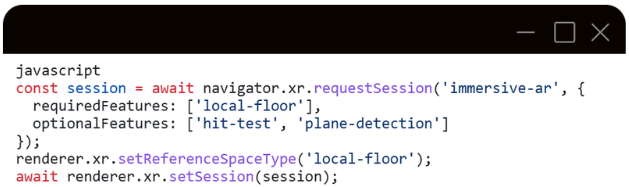 javascript
const session = await navigator.xr.requestSession('immersive-ar', {
  requiredFeatures: ['local-floor'],
  optionalFeatures: ['hit-test', 'plane-detection']
});
renderer.xr.setReferenceSpaceType('local-floor');
await renderer.xr.setSession(session);